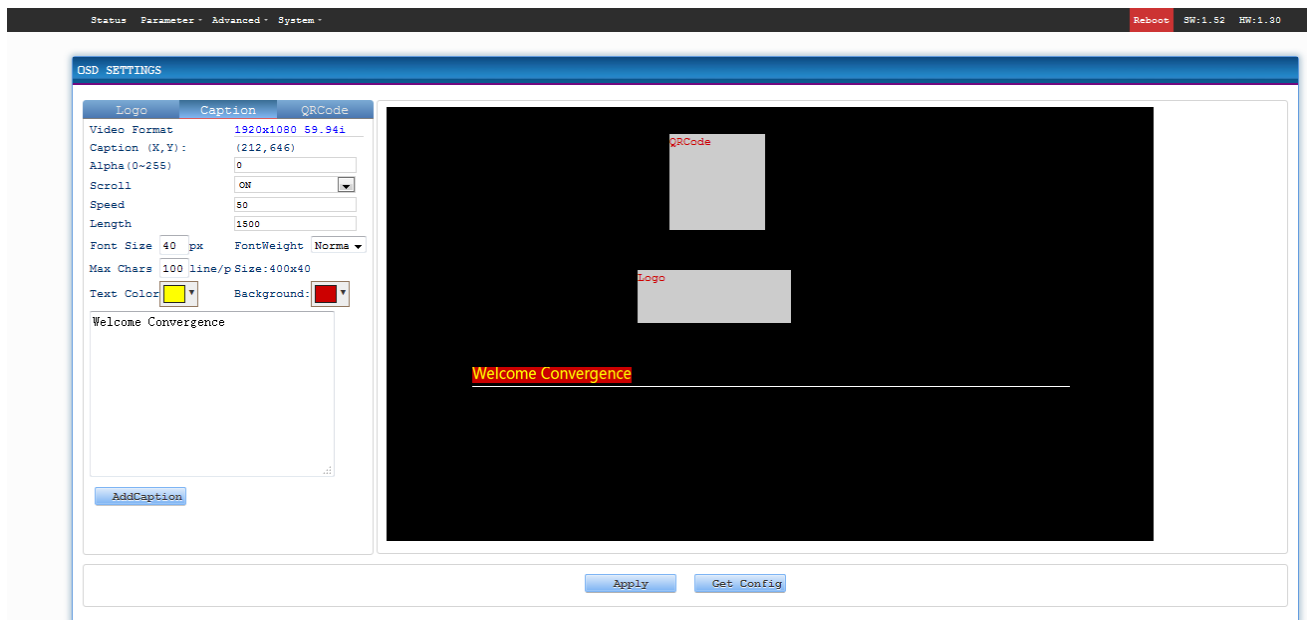 Status Parameter Advanced System Reboot SW:1.52 HW:1.30
OSD SETTINGS
Logo Caption QRCode
Video Format 1920x1080 59.94i
Caption (X,Y): (212,646)
Alpha(0~255) 0
Scroll ON
Speed 50
Length 1500
Font Size 40 px FontWeight Norma
Max Chars 100 line/p Size:400x40
Text Color Background:
Welcome Convergence
AddCaption
QRCode
Logo
Welcome Convergence
Apply Get Config